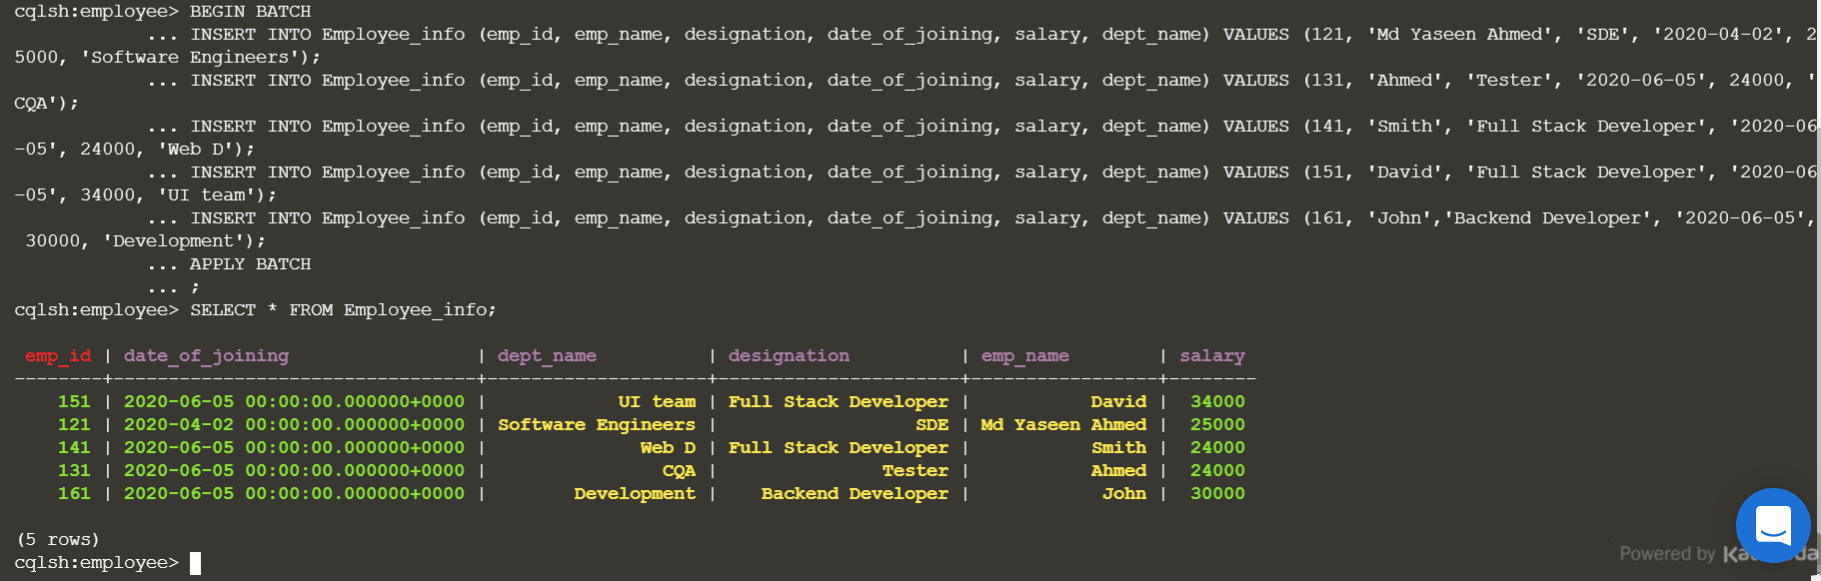 cqlsh:employee> BEGIN BATCH
            ... INSERT INTO Employee_info (emp_id, emp_name, designation, date_of_joining, salary, dept_name) VALUES (121, 'Md Yaseen Ahmed', 'SDE', '2020-04-02', 2
5000, 'Software Engineers');
            ... INSERT INTO Employee_info (emp_id, emp_name, designation, date_of_joining, salary, dept_name) VALUES (131, 'Ahmed', 'Tester', '2020-06-05', 24000, '
CQA');
            ... INSERT INTO Employee_info (emp_id, emp_name, designation, date_of_joining, salary, dept_name) VALUES (141, 'Smith', 'Full Stack Developer', '2020-06
-05', 24000, 'Web D');
            ... INSERT INTO Employee_info (emp_id, emp_name, designation, date_of_joining, salary, dept_name) VALUES (151, 'David', 'Full Stack Developer', '2020-06
-05', 34000, 'UI team');
            ... INSERT INTO Employee_info (emp_id, emp_name, designation, date_of_joining, salary, dept_name) VALUES (161, 'John','Backend Developer', '2020-06-05',
 30000, 'Development');
            ... APPLY BATCH
            ... ;
cqlsh:employee> SELECT * FROM Employee_info;
 emp_id | date_of_joining                 | dept_name          | designation          | emp_name        | salary
--------+---------------------------------+--------------------+----------------------+-----------------+--------
    151 | 2020-06-05 00:00:00.000000+0000 |            UI team | Full Stack Developer |           David |  34000
    121 | 2020-04-02 00:00:00.000000+0000 | Software Engineers |                  SDE | Md Yaseen Ahmed |  25000
    141 | 2020-06-05 00:00:00.000000+0000 |              Web D | Full Stack Developer |           Smith |  24000
    131 | 2020-06-05 00:00:00.000000+0000 |                CQA |               Tester |           Ahmed |  24000
    161 | 2020-06-05 00:00:00.000000+0000 |        Development |    Backend Developer |            John |  30000
(5 rows)
cqlsh:employee>
Powered by